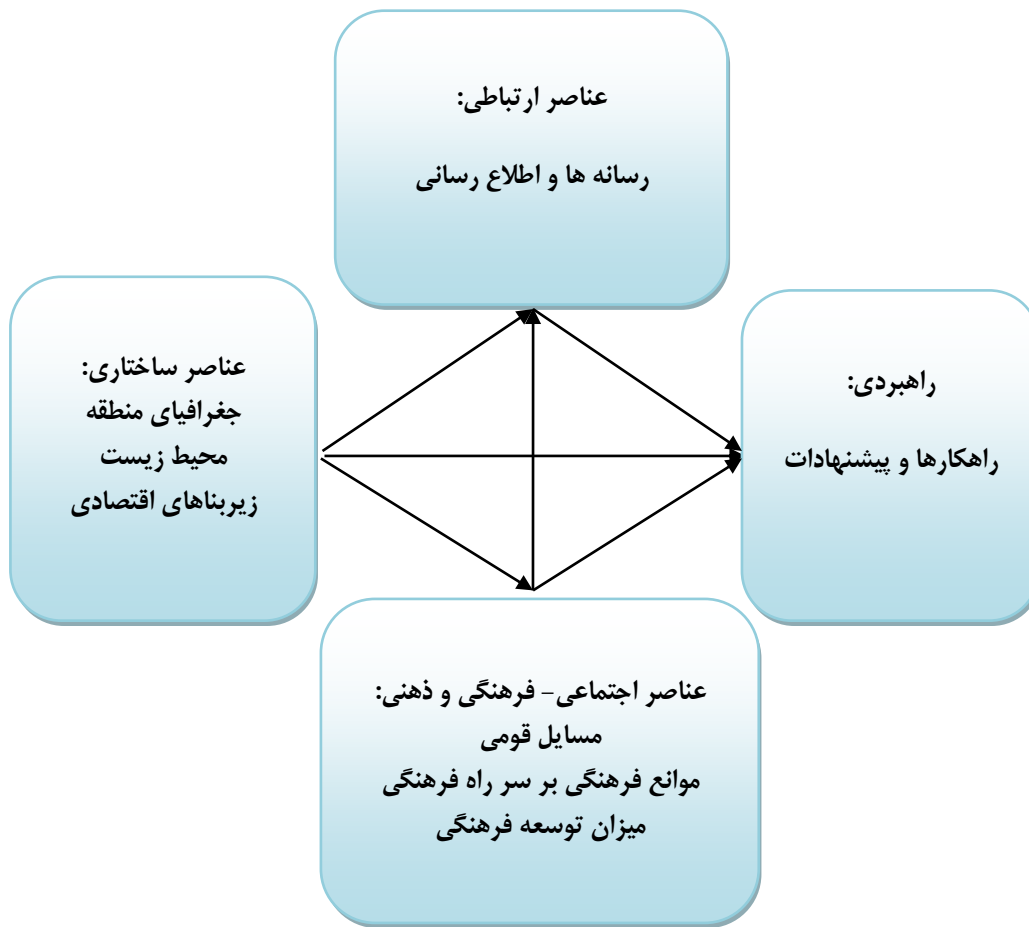 عناصر ارتباطی:
رسانه ها و اطلاع رسانی
راهبردی:
راهکارها و پیشنهادات
عناصر ساختاری:
جغرافیای منطقه
محیط زیست
زیربناهای اقتصادی
عناصر اجتماعی- فرهنگی و ذهنی:
مسایل قومی
موانع فرهنگی بر سر راه فرهنگی
میزان توسعه فرهنگی